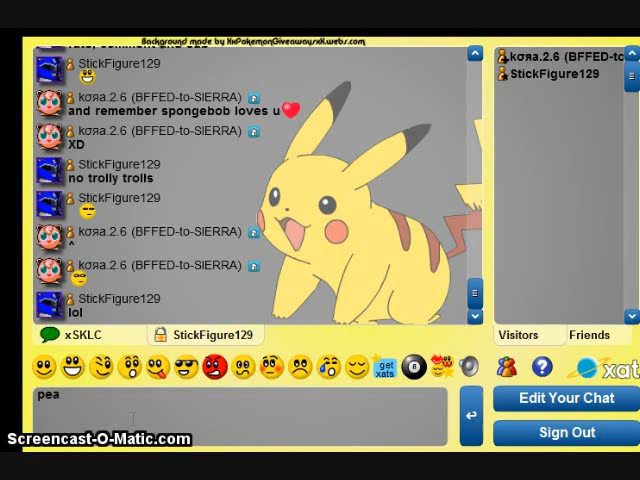 Background made by XxPokemonGiveawaysxX.webs.com
StickFigure129
kσяa.2.6 (BFFED-to-SIERRA)
and remember spongebob loves u
kσяa.2.6 (BFFED-to-SIERRA)
XD
StickFigure129
no trolly trolls
StickFigure129
kσяa.2.6 (BFFED-to-SIERRA)
^
kσяa.2.6 (BFFED-to-SIERRA)
StickFigure129
lol
kσяa.2.6 (BFFED-to
StickFigure129
xSKLC
StickFigure129
Visitors
Friends
get
xats
8
?
xat
pea
Edit Your Chat
Sign Out
Screencast-O-Matic.com